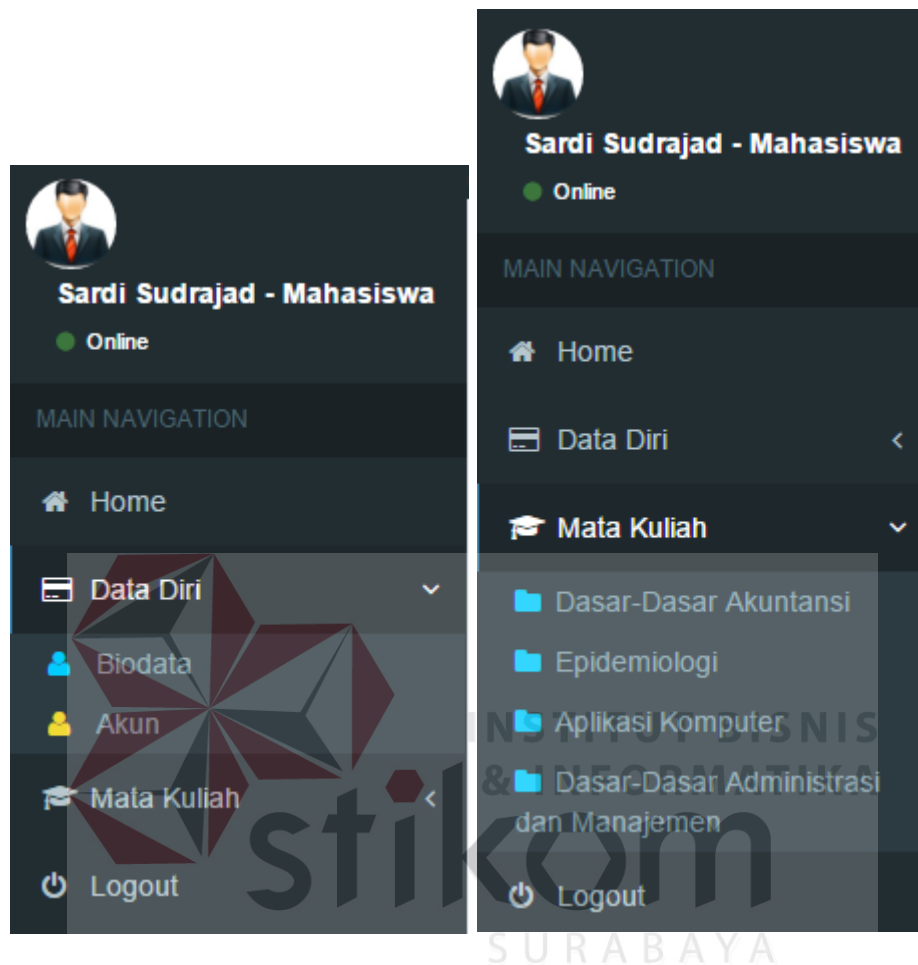 Sardi Sudrajad - Mahasiswa
Online
MAIN NAVIGATION
Home
Data Diri
Biodata
Akun
Mata Kuliah
Logout
Sardi Sudrajad - Mahasiswa
Online
MAIN NAVIGATION
Home
Data Diri
Mata Kuliah
Dasar-Dasar Akuntansi
Epidemiologi
Aplikasi Komputer
Dasar-Dasar Administrasi
dan Manajemen
Logout
INSTITUT BISNIS
& INFORMATIKA
stikom
SURABAYA